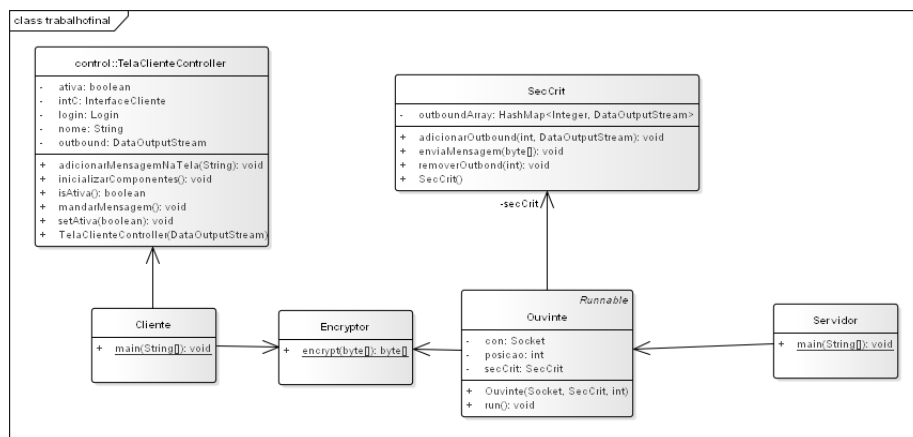 class trabalhofinal
control::TelaClienteController
- ativa: boolean
- intC: InterfaceCliente
- login: Login
- nome: String
- outbound: DataOutputStream
+ adicionarMensagemNaTela(String): void
+ inicializarComponentes(): void
+ isAtiva(): boolean
+ mandarMensagem(): void
+ setAtiva(boolean): void
+ TelaClienteController(DataOutputStream)
SecCrit
- outboundArray: HashMap<Integer, DataOutputStream>
+ adicionarOutbound(int, DataOutputStream): void
+ enviaMensagem(byte[]): void
+ removerOutbond(int): void
+ SecCrit()
-secCrit
Cliente
+ main(String[]): void
Encryptor
+ encrypt(byte[]): byte[]
Runnable
Ouvinte
- con: Socket
- posicao: int
- secCrit: SecCrit
+ Ouvinte(Socket, SecCrit, int)
+ run(): void
Servidor
+ main(String[]): void